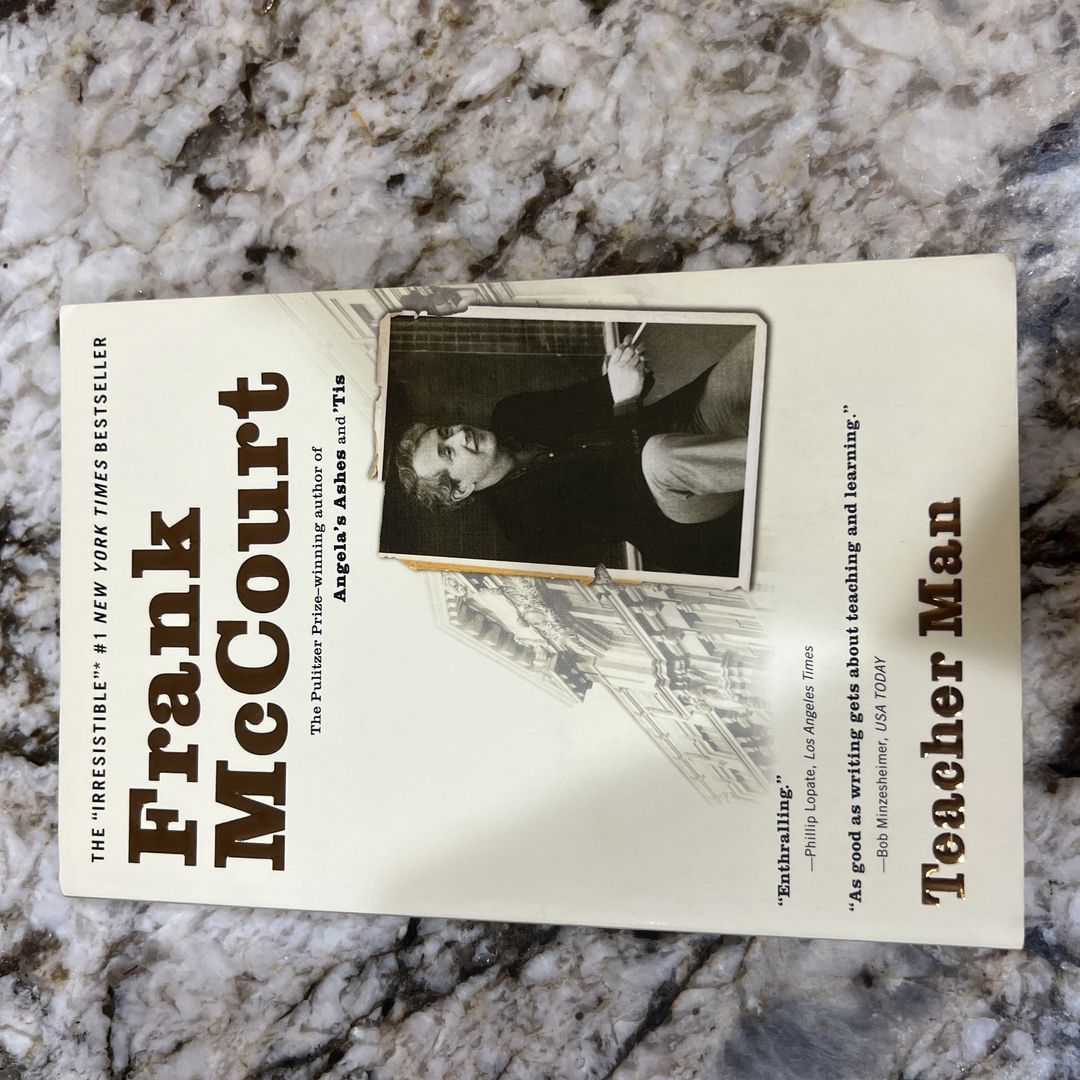 THE “IRRESISTIBLE”* #1 NEW YORK TIMES BESTSELLER
Frank
McCourt
The Pulitzer Prize–winning author of
Angela’s Ashes and ’Tis
“Enthralling.”
—Phillip Lopate, Los Angeles Times
“As good as writing gets about teaching and learning.”
—Bob Minzesheimer, USA TODAY
Teacher Man